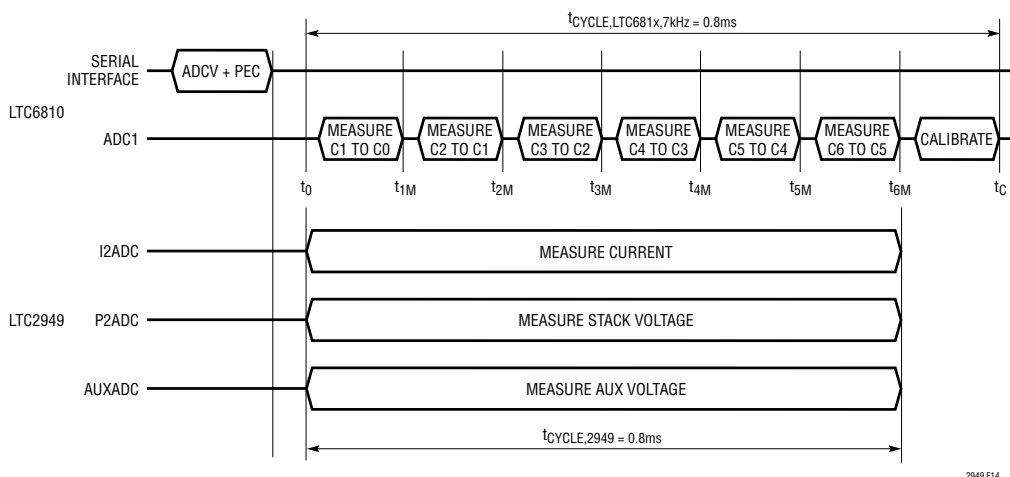 tCYCLE,LTC681x,7kHz = 0.8ms
SERIAL
INTERFACE
ADCV + PEC
LTC6810
ADC1
MEASURE
C1 TO C0
MEASURE
C2 TO C1
MEASURE
C3 TO C2
MEASURE
C4 TO C3
MEASURE
C5 TO C4
MEASURE
C6 TO C5
CALIBRATE
t0
t1M
t2M
t3M
t4M
t5M
t6M
tC
I2ADC
MEASURE CURRENT
LTC2949
P2ADC
MEASURE STACK VOLTAGE
AUXADC
MEASURE AUX VOLTAGE
tCYCLE,2949 = 0.8ms
2949 F14